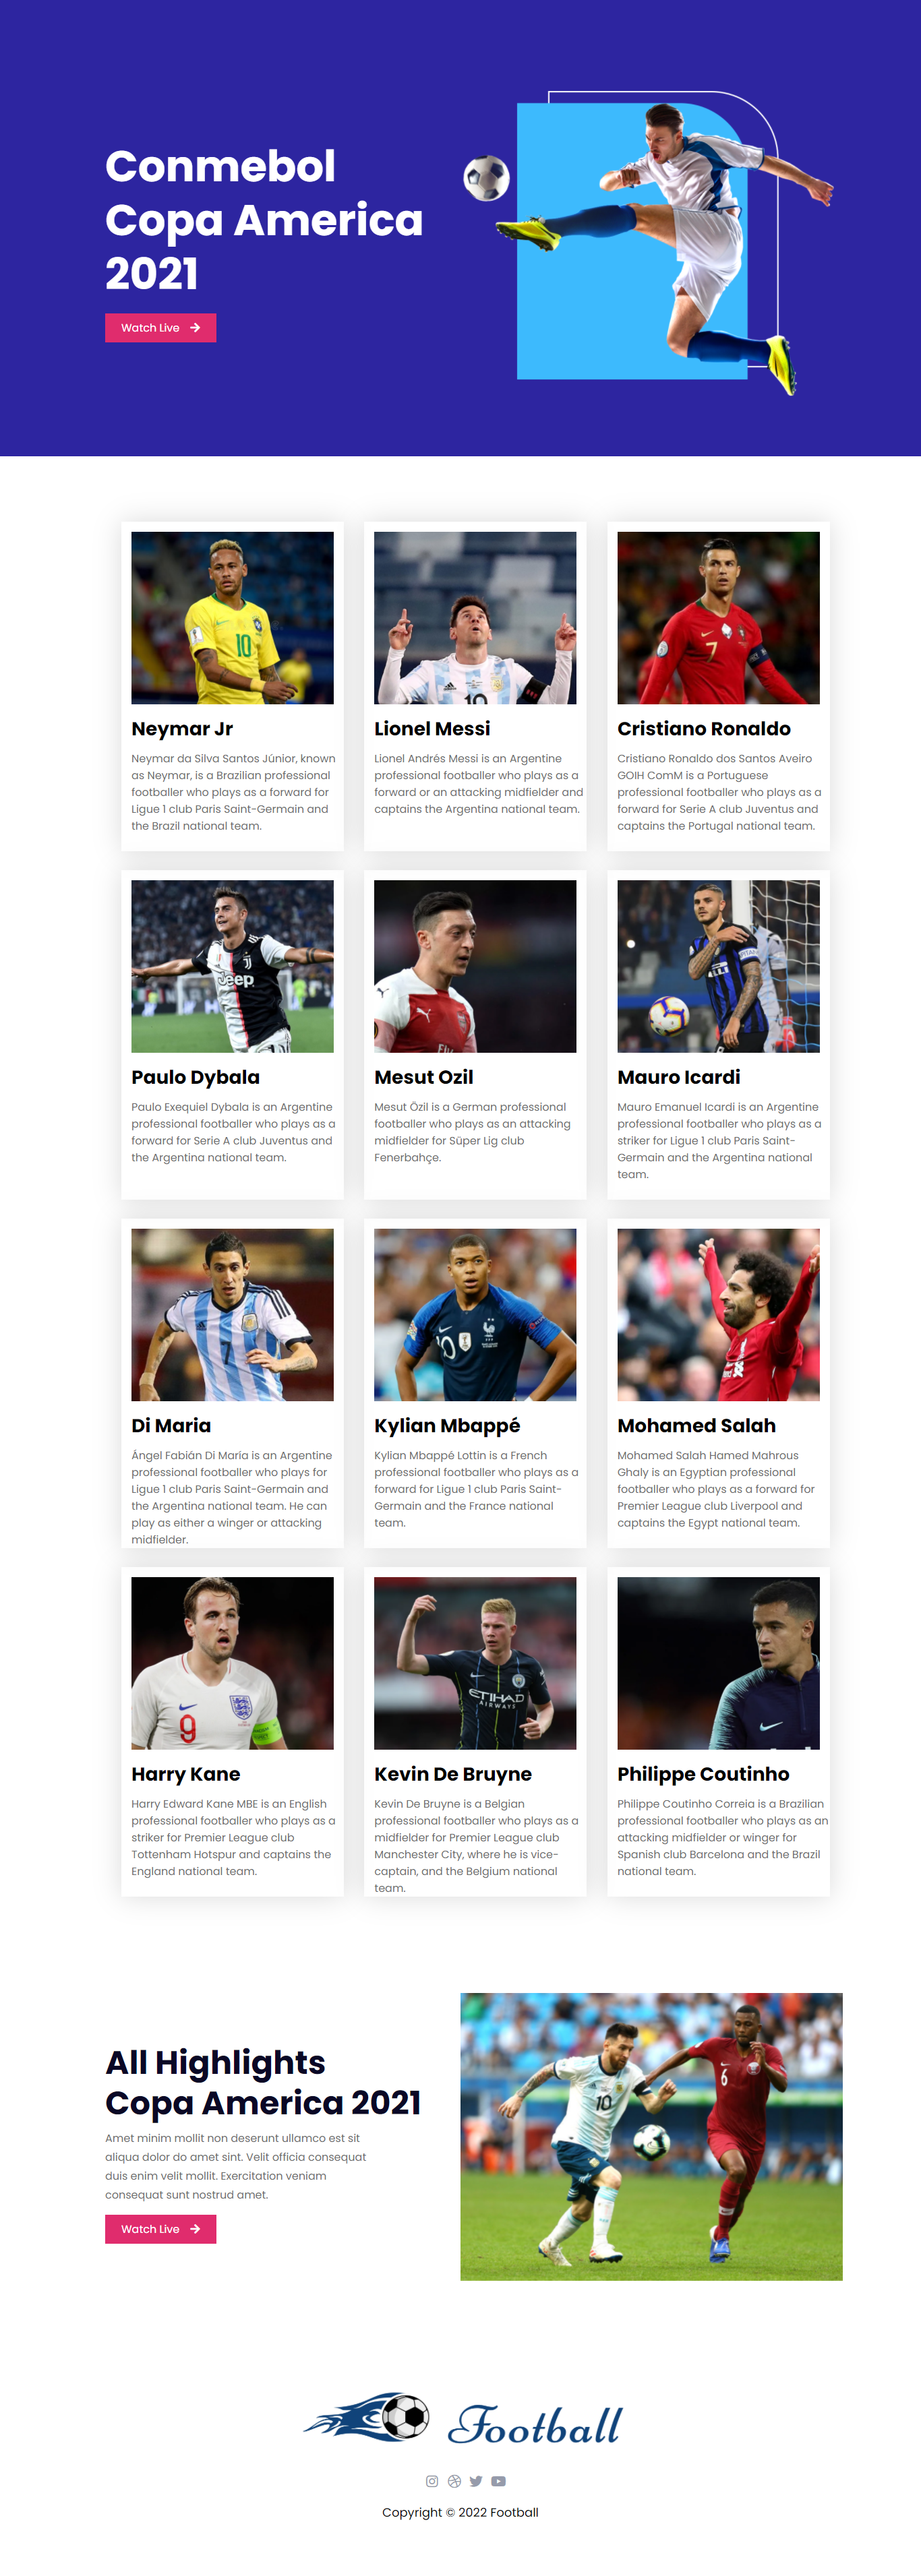 Conmebol
Copa America
2021
Watch Live
10
10
7
Neymar Jr
Lionel Messi
Cristiano Ronaldo
Neymar da Silva Santos Júnior, known
as Neymar, is a Brazilian professional
footballer who plays as a forward for
Ligue 1 club Paris Saint-Germain and
the Brazil national team.
Lionel Andrés Messi is an Argentine
professional footballer who plays as a
forward or an attacking midfielder and
captains the Argentina national team.
Cristiano Ronaldo dos Santos Aveiro
GOIH ComM is a Portuguese
professional footballer who plays as a
forward for Serie A club Juventus and
captains the Portugal national team.
Jeep
Paulo Dybala
Mesut Ozil
Mauro Icardi
Paulo Exequiel Dybala is an Argentine
professional footballer who plays as a
forward for Serie A club Juventus and
the Argentina national team.
Mesut Özil is a German professional
footballer who plays as an attacking
midfielder for Süper Lig club
Fenerbahçe.
Mauro Emanuel Icardi is an Argentine
professional footballer who plays as a
striker for Ligue 1 club Paris Saint-
Germain and the Argentina national
team.
7
10
Di Maria
Kylian Mbappé
Mohamed Salah
Ángel Fabián Di María is an Argentine
professional footballer who plays for
Ligue 1 club Paris Saint-Germain and
the Argentina national team. He can
play as either a winger or attacking
midfielder.
Kylian Mbappé Lottin is a French
professional footballer who plays as a
forward for Ligue 1 club Paris Saint-
Germain and the France national
team.
Mohamed Salah Hamed Mahrous
Ghaly is an Egyptian professional
footballer who plays as a forward for
Premier League club Liverpool and
captains the Egypt national team.
9
ETIHAD
AIRWAYS
Harry Kane
Kevin De Bruyne
Philippe Coutinho
Harry Edward Kane MBE is an English
professional footballer who plays as a
striker for Premier League club
Tottenham Hotspur and captains the
England national team.
Kevin De Bruyne is a Belgian
professional footballer who plays as a
midfielder for Premier League club
Manchester City, where he is vice-
captain, and the Belgium national
team.
Philippe Coutinho Correia is a Brazilian
professional footballer who plays as an
attacking midfielder or winger for
Spanish club Barcelona and the Brazil
national team.
All Highlights
Copa America 2021
Amet minim mollit non deserunt ullamco est sit
aliqua dolor do amet sint. Velit officia consequat
duis enim velit mollit. Exercitation veniam
consequat sunt nostrud amet.
Watch Live
10
6
Football
Copyright © 2022 Football